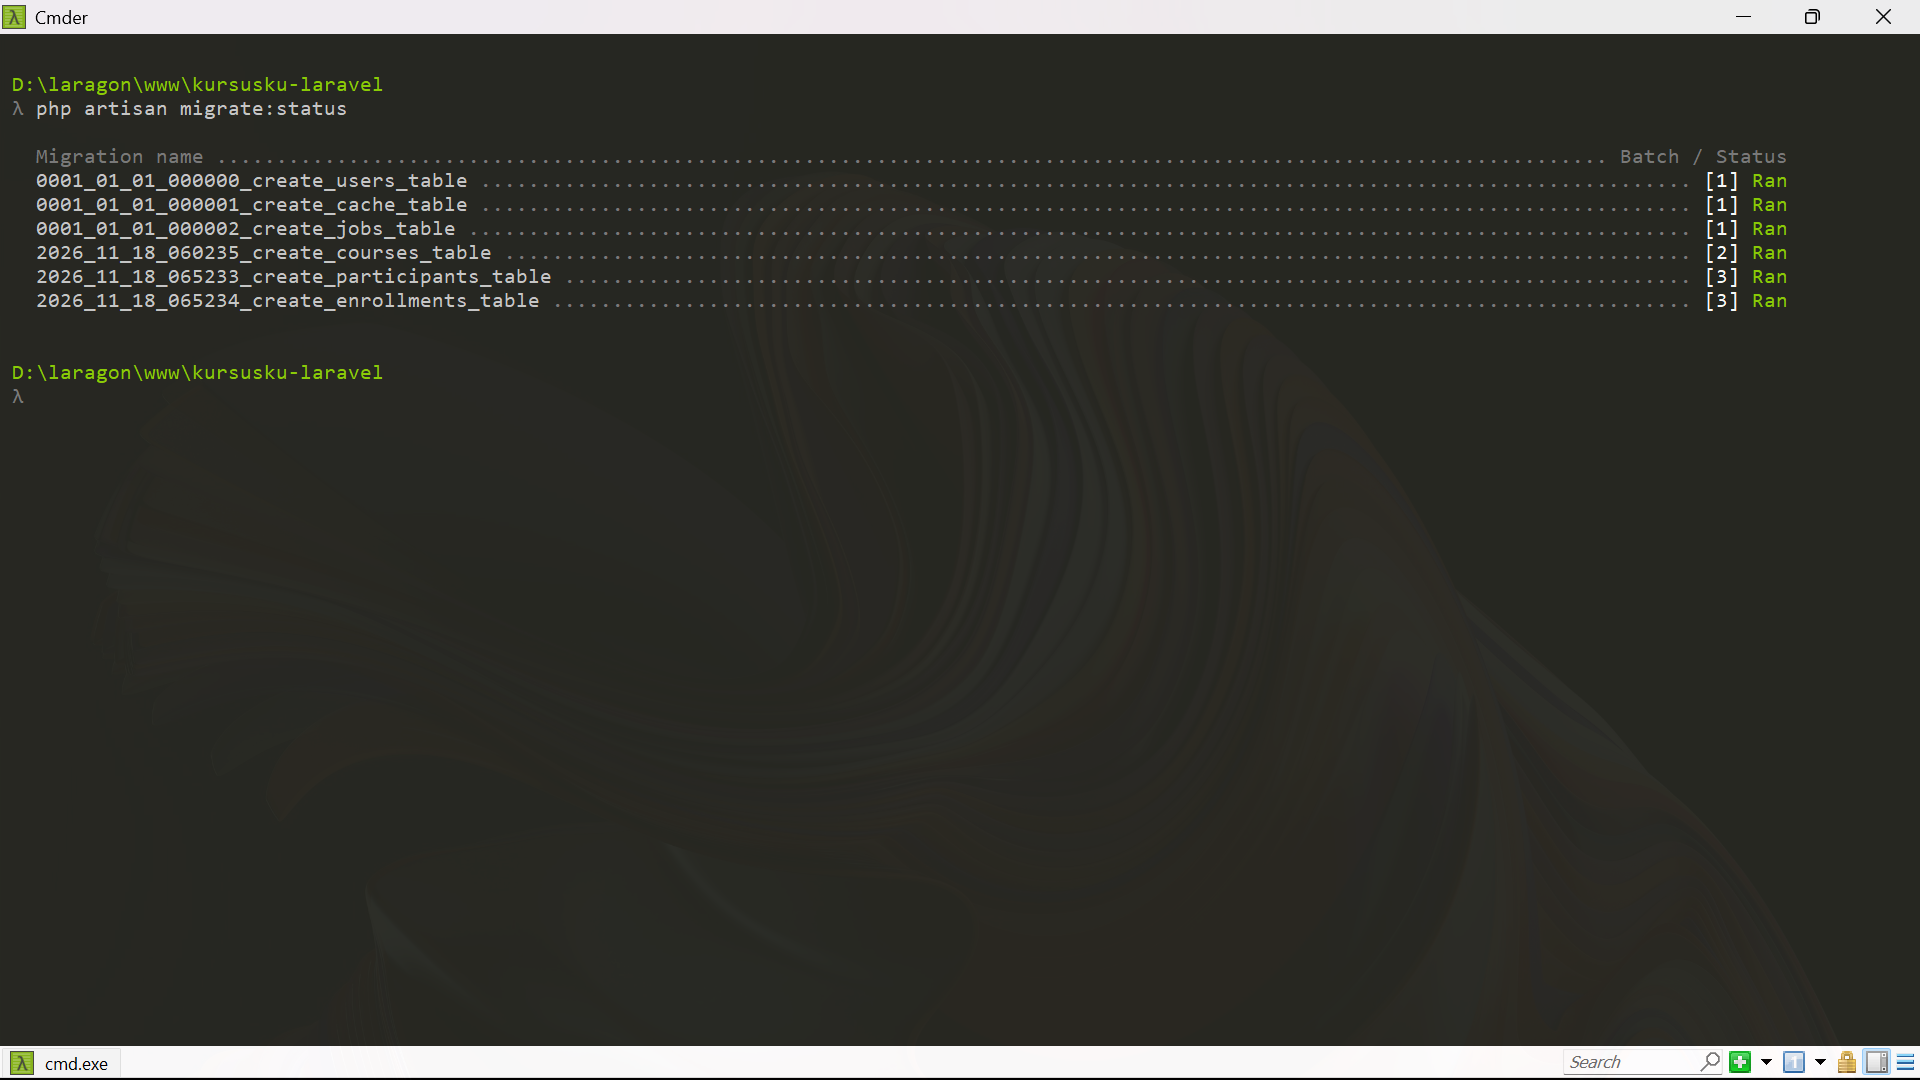 Cmder
D:\laragon\www\kursusku-laravel
λ php artisan migrate:status
Migration name .................................................................................................................... Batch / Status
0001_01_01_000000_create_users_table ..................................................................................................... [1] Ran
0001_01_01_000001_create_cache_table ..................................................................................................... [1] Ran
0001_01_01_000002_create_jobs_table ...................................................................................................... [1] Ran
2026_11_18_060235_create_courses_table ................................................................................................... [2] Ran
2026_11_18_065233_create_participants_table .............................................................................................. [3] Ran
2026_11_18_065234_create_enrollments_table ............................................................................................... [3] Ran
D:\laragon\www\kursusku-laravel
λ
cmd.exe
Search